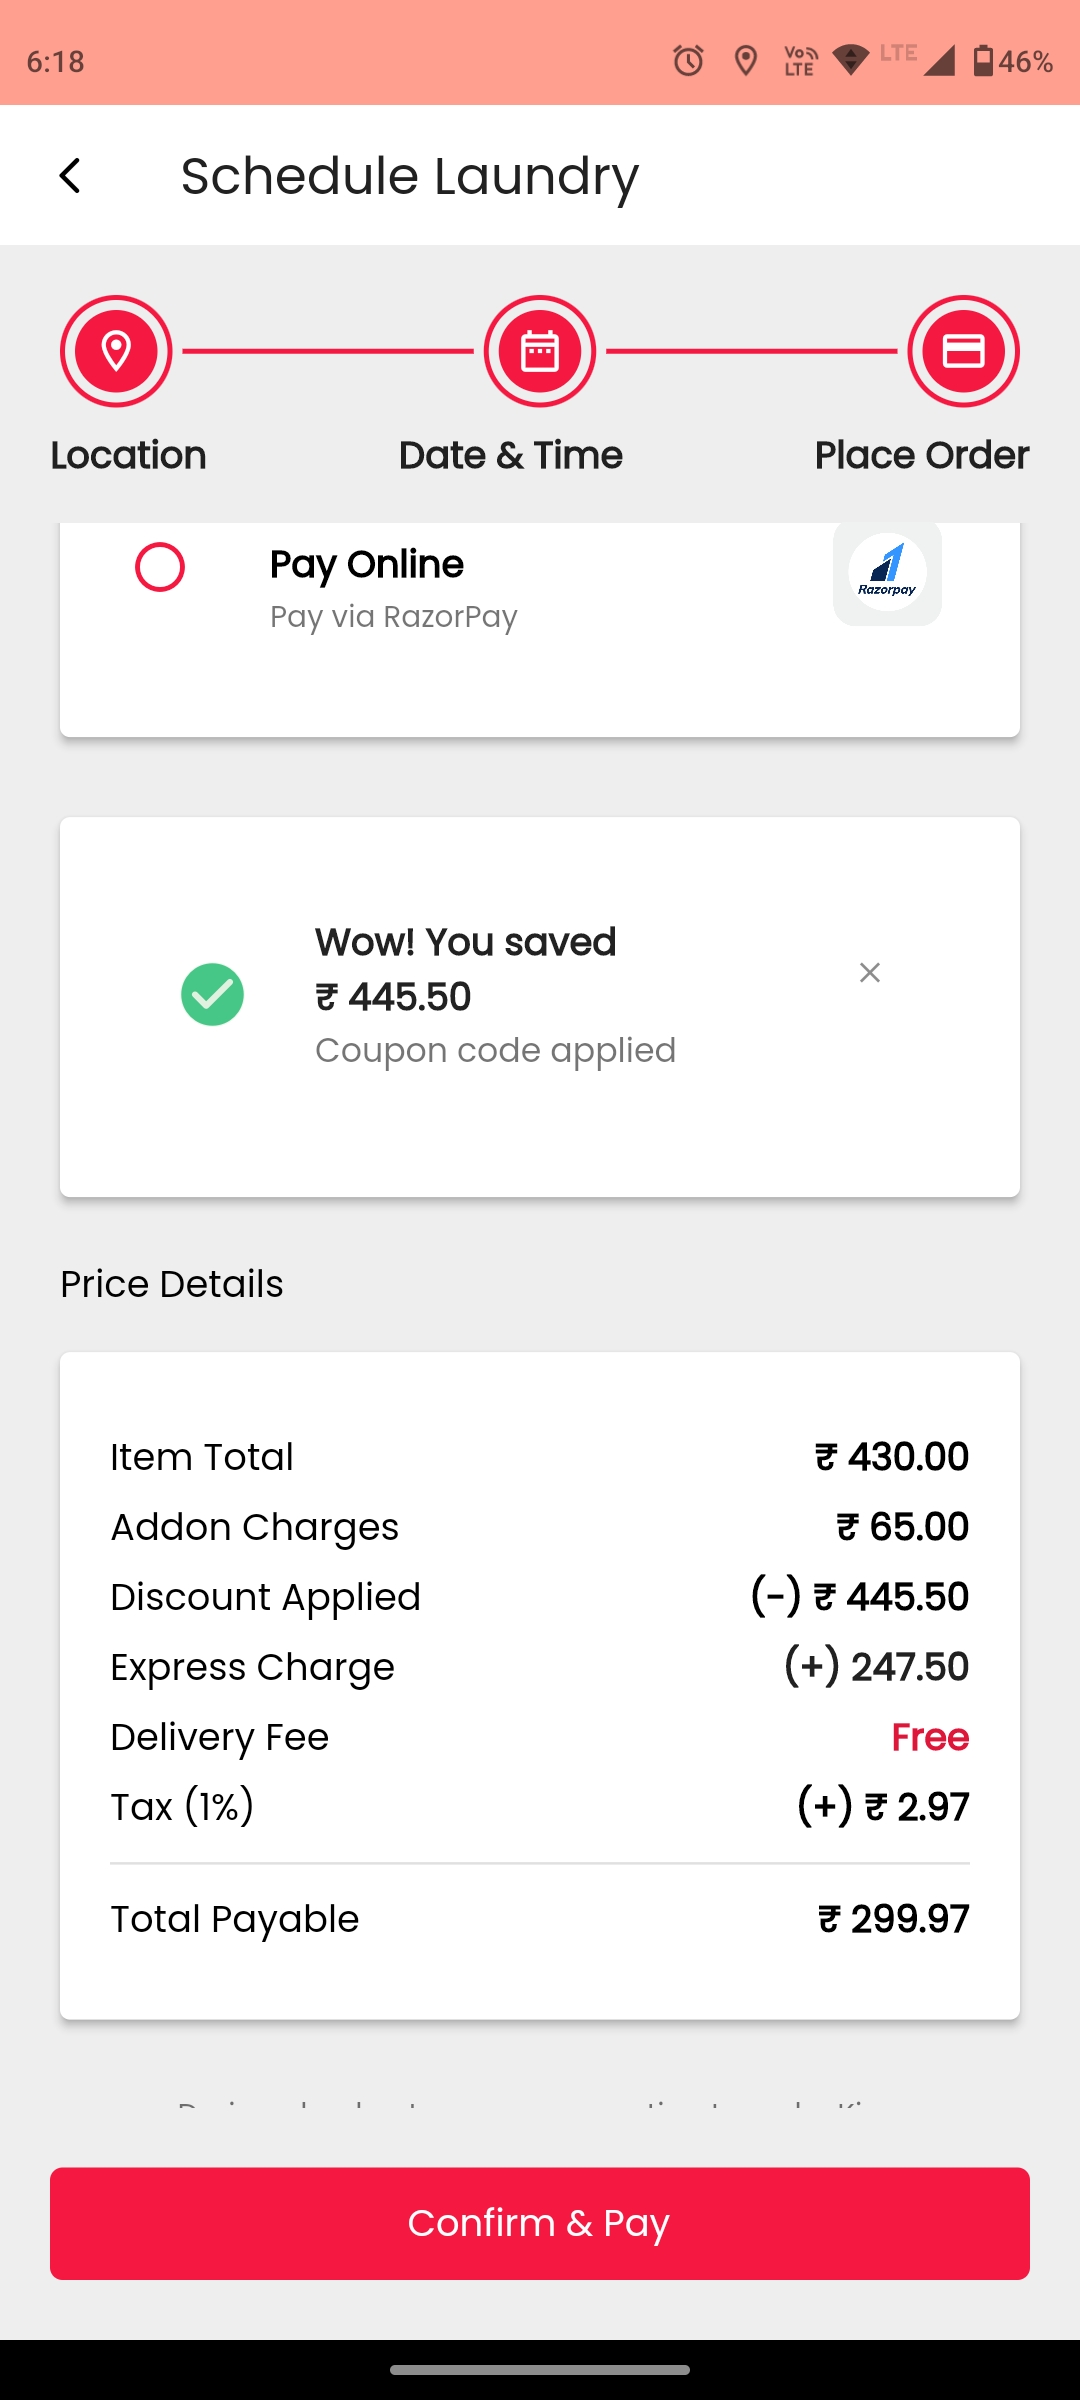 6:18
Vo LTE
LTE
46%
Schedule Laundry
Location
Date & Time
Place Order
Pay Online
Razorpay
Pay via RazorPay
Wow! You saved
₹ 445.50
Coupon code applied
Price Details
Item Total ₹ 430.00
Addon Charges ₹ 65.00
Discount Applied (-) ₹ 445.50
Express Charge (+) 247.50
Delivery Fee Free
Tax (1%) (+) ₹ 2.97
Total Payable ₹ 299.97
Confirm & Pay